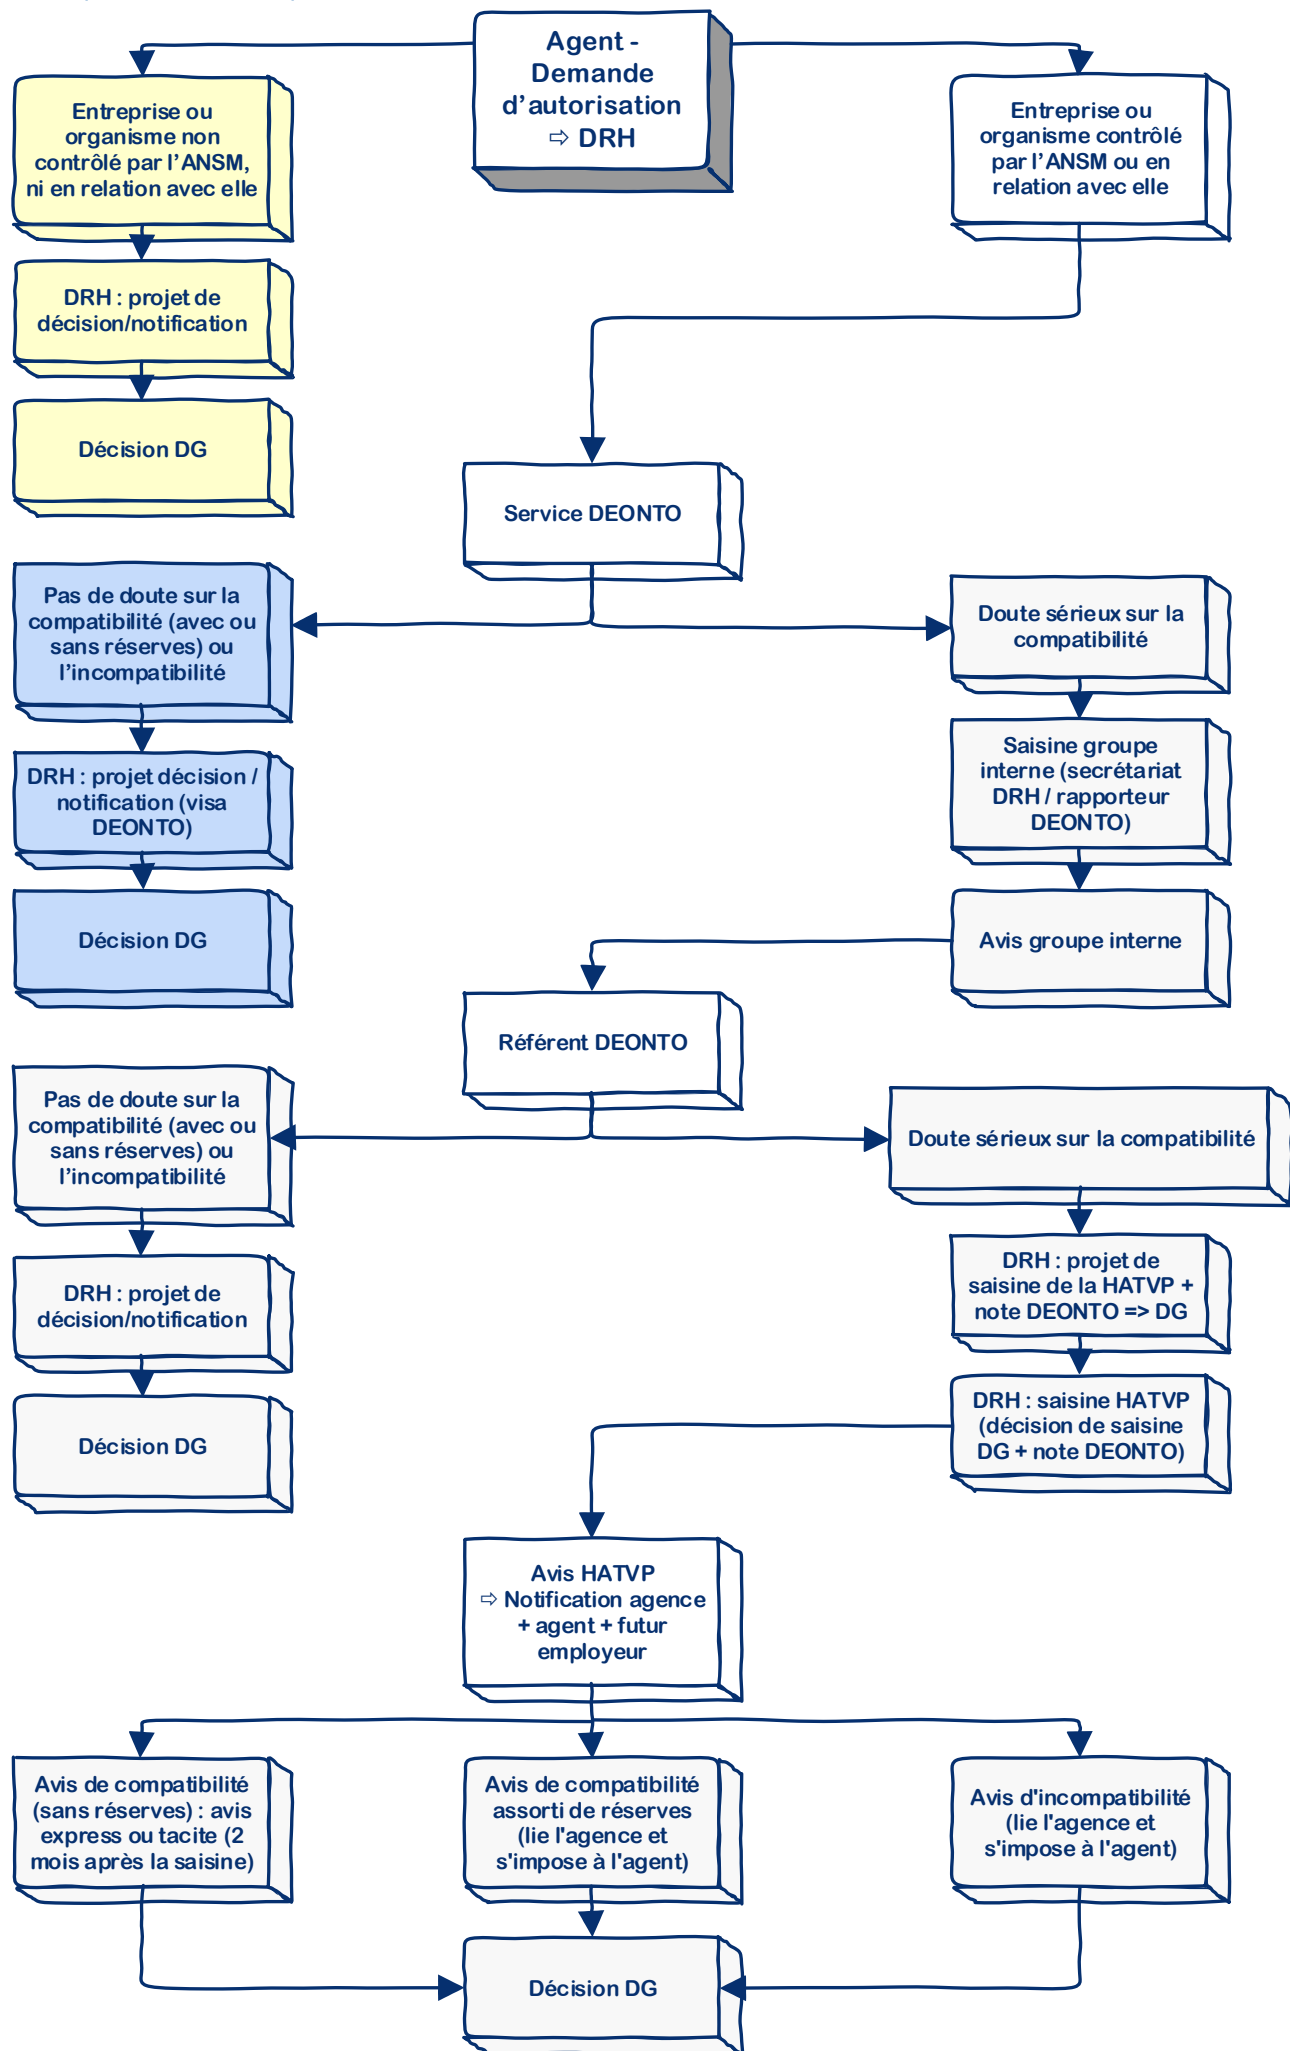 Agent -
Demande
d'autorisation
⇨ DRH
Entreprise ou
organisme non
contrôlé par l'ANSM,
ni en relation avec elle
Entreprise ou
organisme contrôlé
par l'ANSM ou en
relation avec elle
DRH : projet de
décision/notification
Décision DG
Service DEONTO
Pas de doute sur la
compatibilité (avec ou
sans réserves) ou
l'incompatibilité
Doute sérieux sur la
compatibilité
DRH : projet décision /
notification (visa
DEONTO)
Saisine groupe
interne (secrétariat
DRH / rapporteur
DEONTO)
Décision DG
Avis groupe interne
Référent DEONTO
Pas de doute sur la
compatibilité (avec ou
sans réserves) ou
l'incompatibilité
Doute sérieux sur la compatibilité
DRH : projet de
décision/notification
DRH : projet de
saisine de la HATVP +
note DEONTO => DG
Décision DG
DRH : saisine HATVP
(décision de saisine
DG + note DEONTO)
Avis HATVP
⇨ Notification agence
+ agent + futur
employeur
Avis de compatibilité
(sans réserves) : avis
express ou tacite (2
mois après la saisine)
Avis de compatibilité
assorti de réserves
(lie l'agence et
s'impose à l'agent)
Avis d'incompatibilité
(lie l'agence et
s'impose à l'agent)
Décision DG